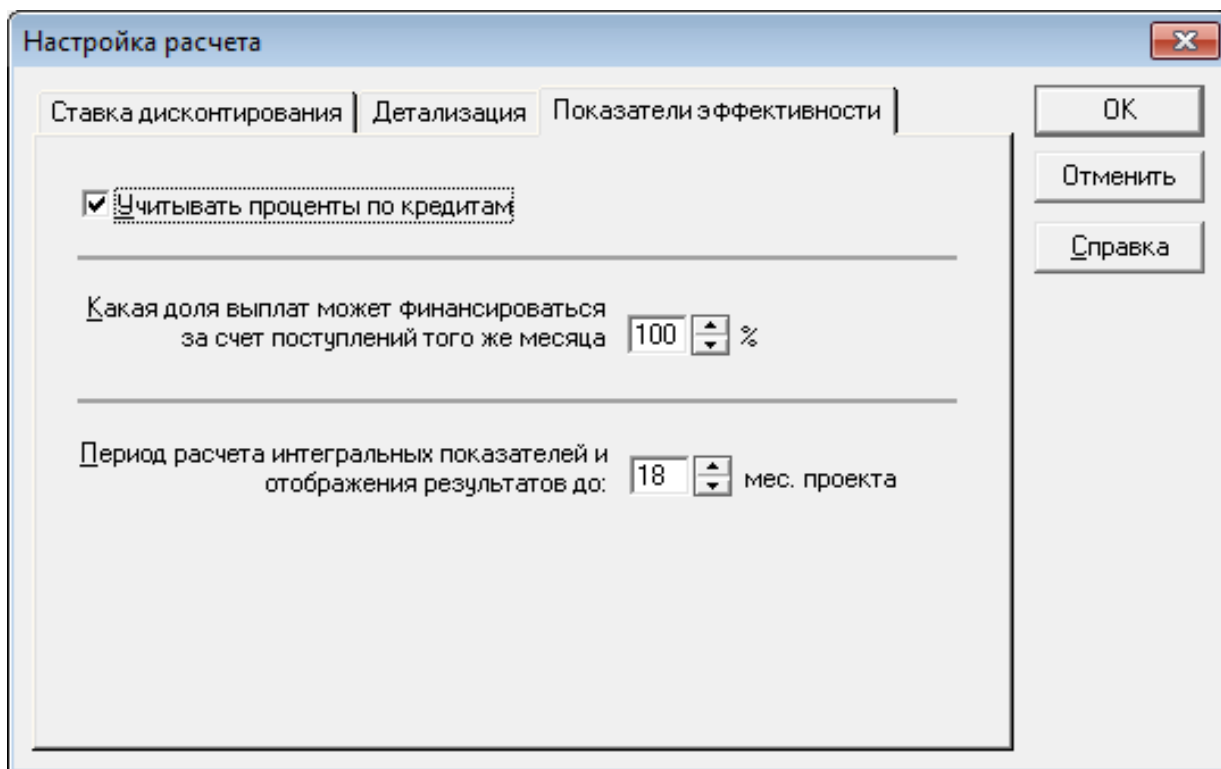 Настройка расчета
Ставка дисконтирования
Детализация
Показатели эффективности
OK
Отменить
Справка
Учитывать проценты по кредитам
Какая доля выплат может финансироваться
за счет поступлений того же месяца
100
%
Период расчета интегральных показателей и
отображения результатов до:
18
мес. проекта